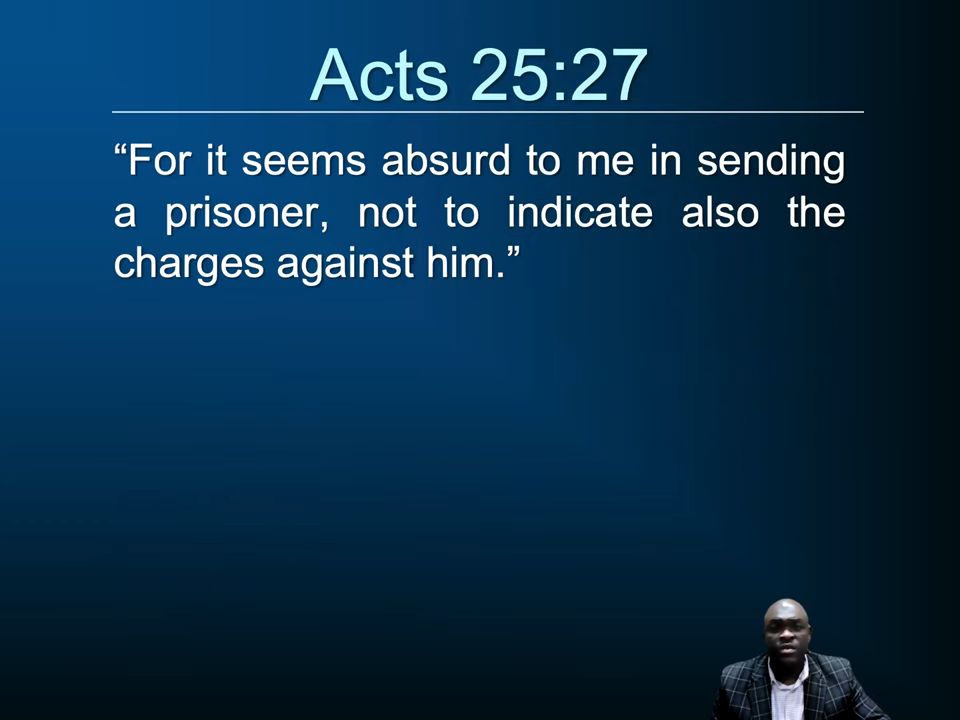 Acts 25:27
“For it seems absurd to me in sending
a prisoner, not to indicate also the
charges against him.”